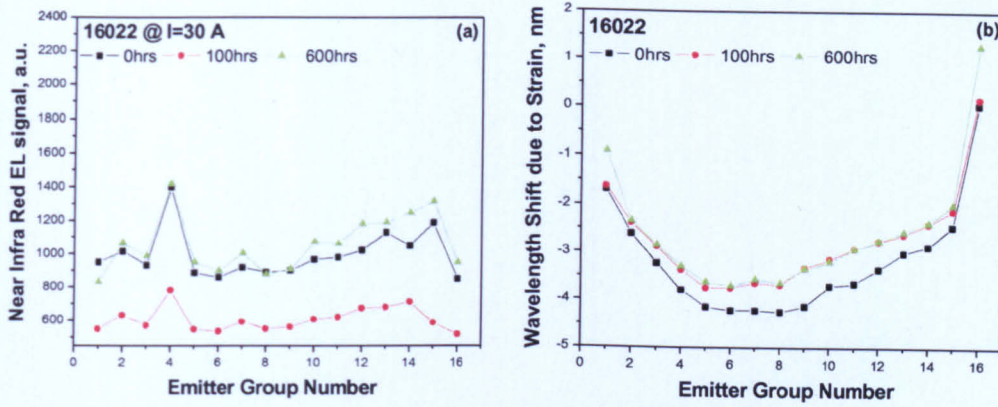 16022 @ I=30 A
(a)
0hrs 100hrs 600hrs
Near Infra Red EL signal, a.u.
2400
2200
2000
1800
1600
1400
1200
1000
800
600
0 2 4 6 8 10 12 14 16
Emitter Group Number
16022
(b)
0hrs 100hrs 600hrs
Wavelength Shift due to Strain, nm
2
1
0
-1
-2
-3
-4
-5
0 2 4 6 8 10 12 14 16
Emitter Group Number